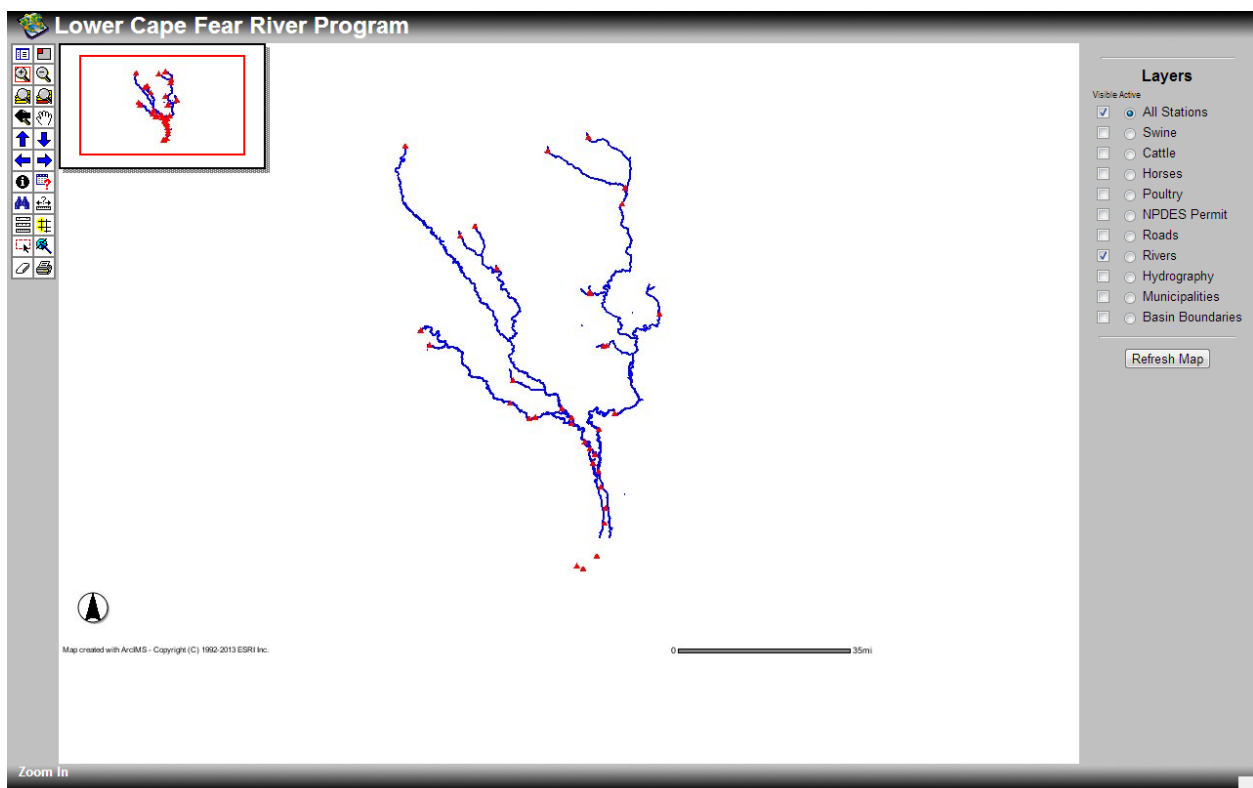 Lower Cape Fear River Program
Layers
Visible Active
All Stations
Swine
Cattle
Horses
Poultry
NPDES Permit
Roads
Rivers
Hydrography
Municipalities
Basin Boundaries
Refresh Map
Map created with ArcIMS - Copyright (C) 1992-2013 ESRI Inc.
0 35mi
Zoom In